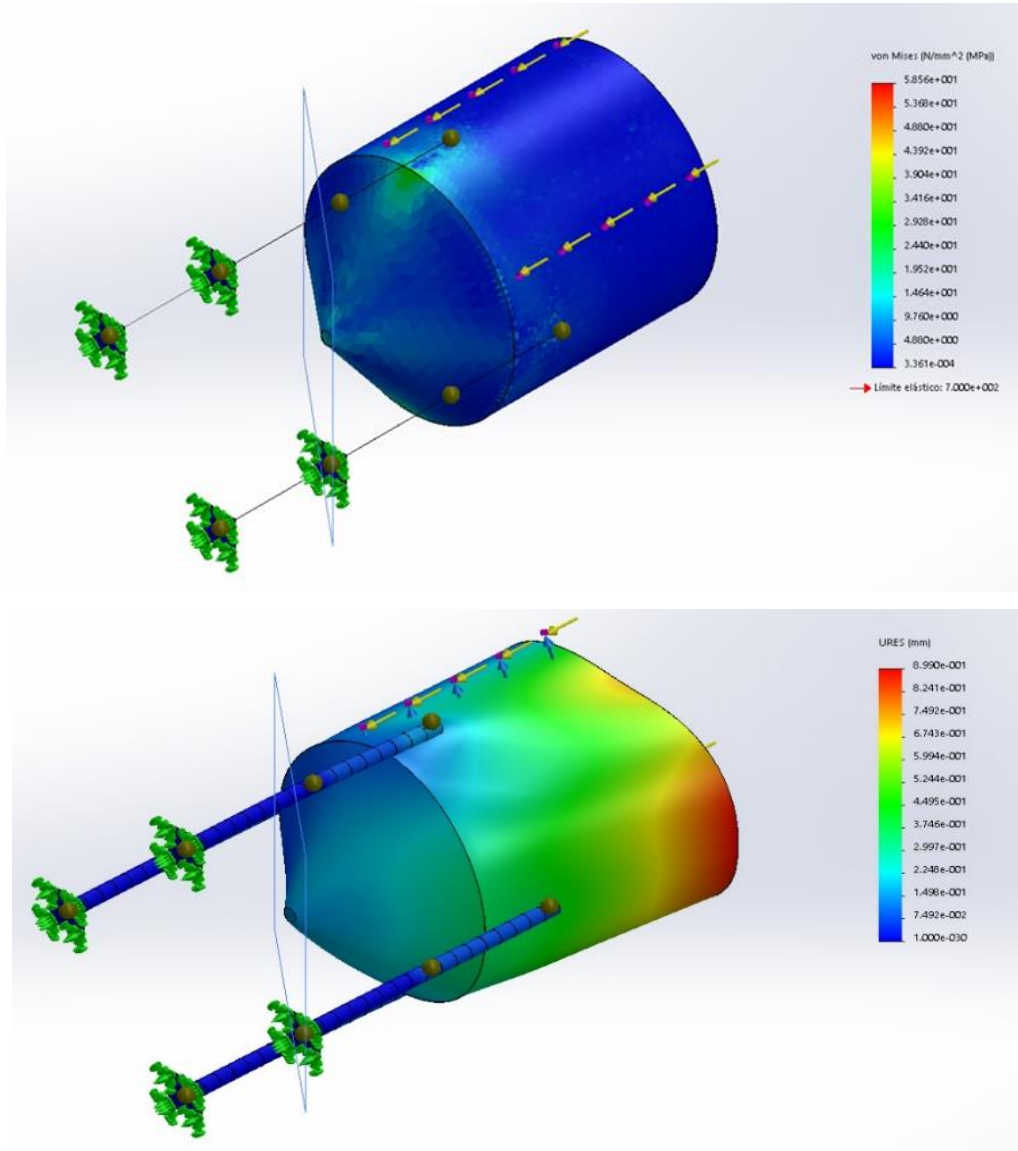 von Mises (N/mm^2 (MPa))
5.856e+001
5.368e+001
4.880e+001
4.392e+001
3.904e+001
3.416e+001
2.928e+001
2.440e+001
1.952e+001
1.464e+001
9.760e+000
4.880e+000
3.361e-004
Límite elástico: 7.000e+002
URES (mm)
8.990e-001
8.241e-001
7.492e-001
6.743e-001
5.994e-001
5.244e-001
4.495e-001
3.746e-001
2.997e-001
2.248e-001
1.498e-001
7.492e-002
1.000e-030